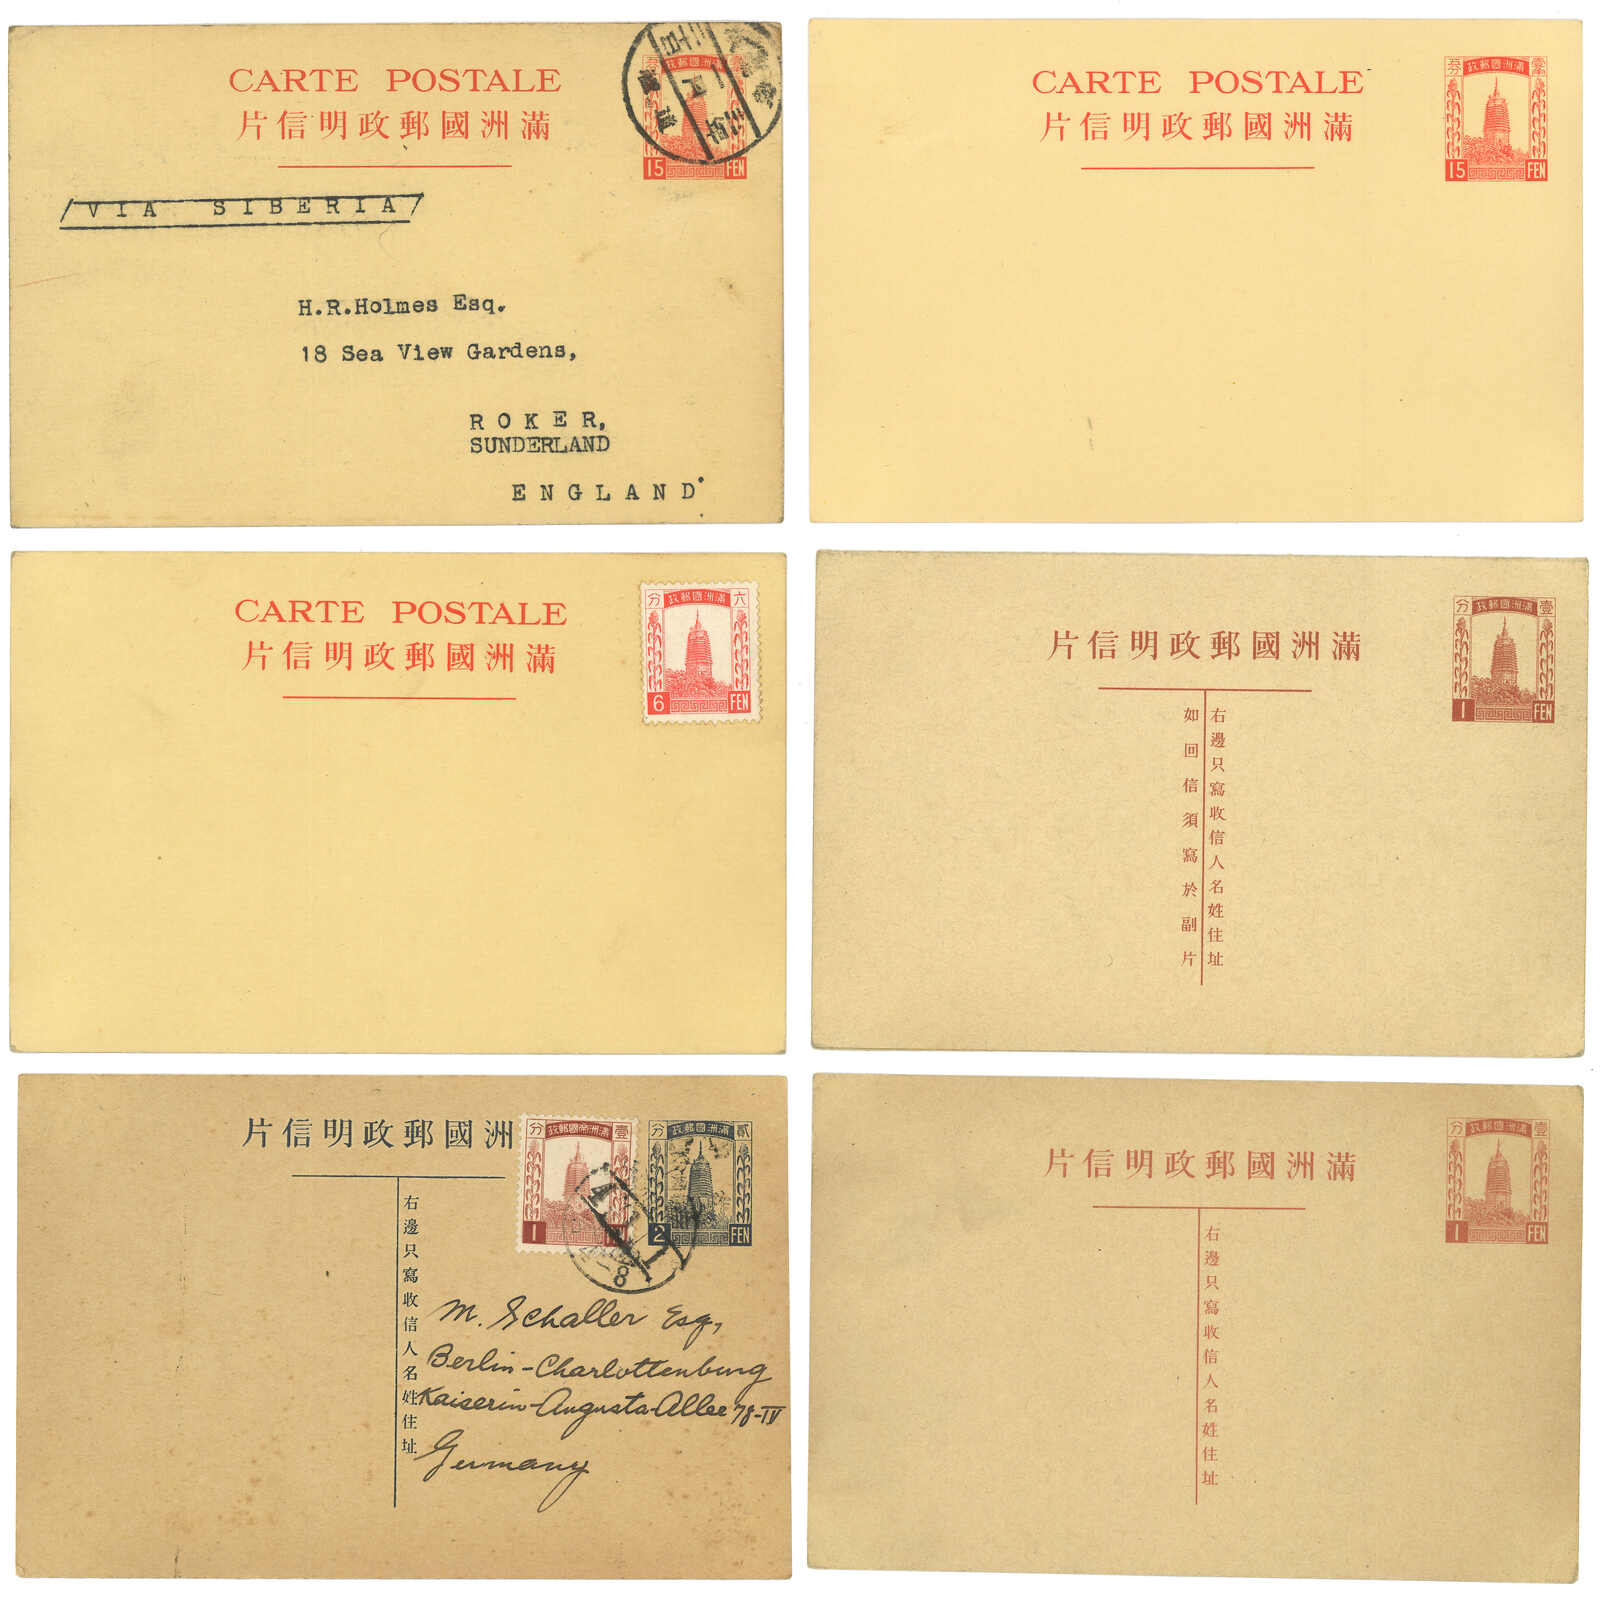 CARTE POSTALE
滿洲國郵政明信片
15 FEN
VIA SIBERIA
H.R.Holmes Esq.
18 Sea View Gardens,
ROKER,
SUNDERLAND
ENGLAND
CARTE POSTALE
滿洲國郵政明信片
滿洲國郵政
15 FEN
CARTE POSTALE
滿洲國郵政明信片
六分
滿洲國郵政
6 FEN
滿洲國郵政明信片
壹分
滿洲國郵政
1 FEN
右邊只寫收信人名姓住址
如回信須寫於副片
洲國郵政明信片
貳分
滿洲國郵政
2 FEN
壹分
滿洲帝國郵政
1
右邊只寫收信人名姓住址
M. Schaller Esq,
Berlin-Charlottenburg
Kaiserin-Augusta-Allee 78-IV
Germany
滿洲國郵政明信片
壹分
滿洲國郵政
1 FEN
右邊只寫收信人名姓住址